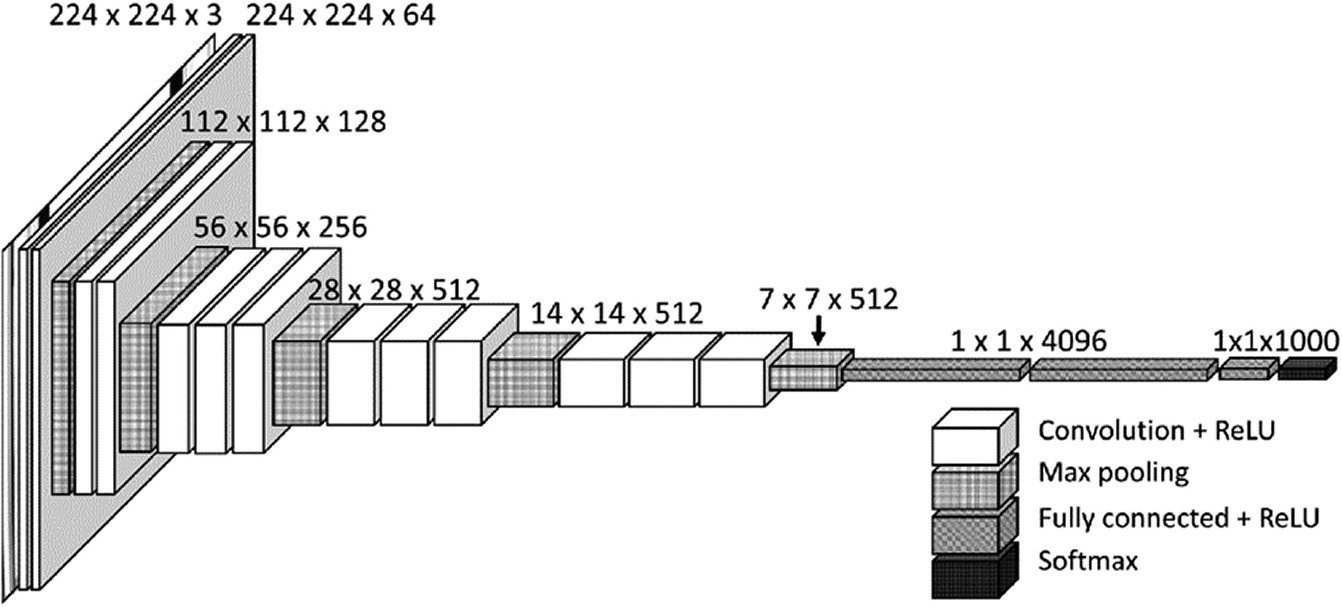 224 x 224 x 3
224 x 224 x 64
112 x 112 x 128
56 x 56 x 256
28 x 28 x 512
14 x 14 x 512
7 x 7 x 512
1 x 1 x 4096
1x1x1000
Convolution + ReLU
Max pooling
Fully connected + ReLU
Softmax